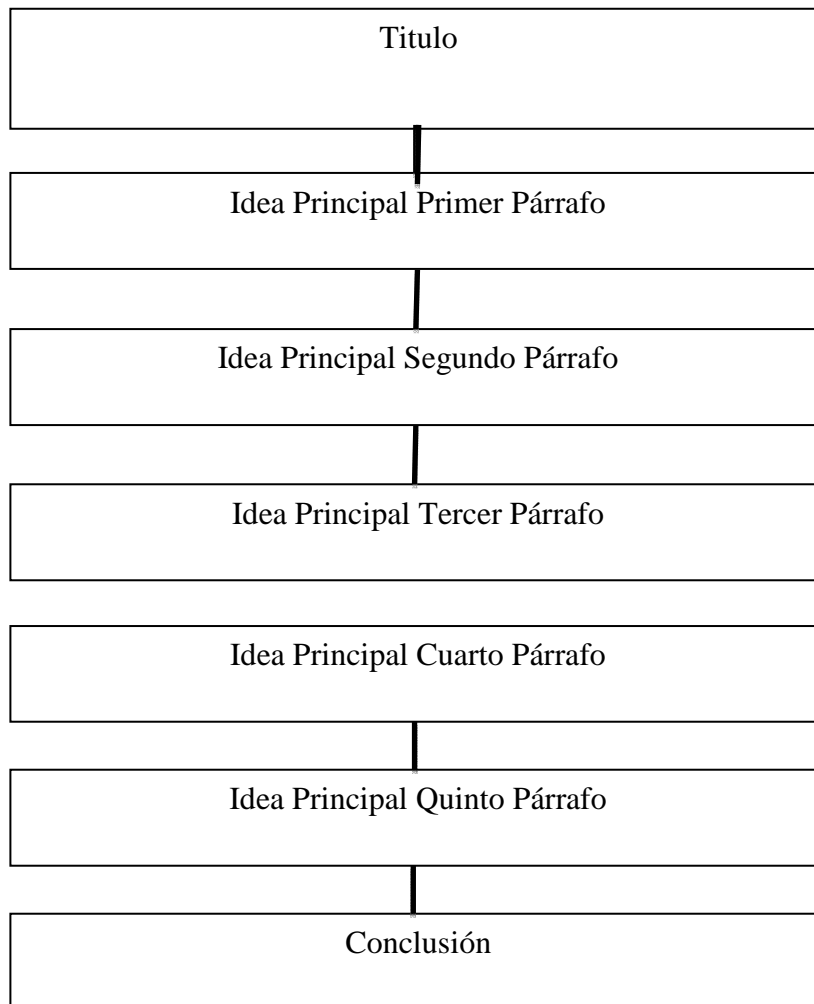 Titulo
Idea Principal Primer Párrafo
Idea Principal Segundo Párrafo
Idea Principal Tercer Párrafo
Idea Principal Cuarto Párrafo
Idea Principal Quinto Párrafo
Conclusión